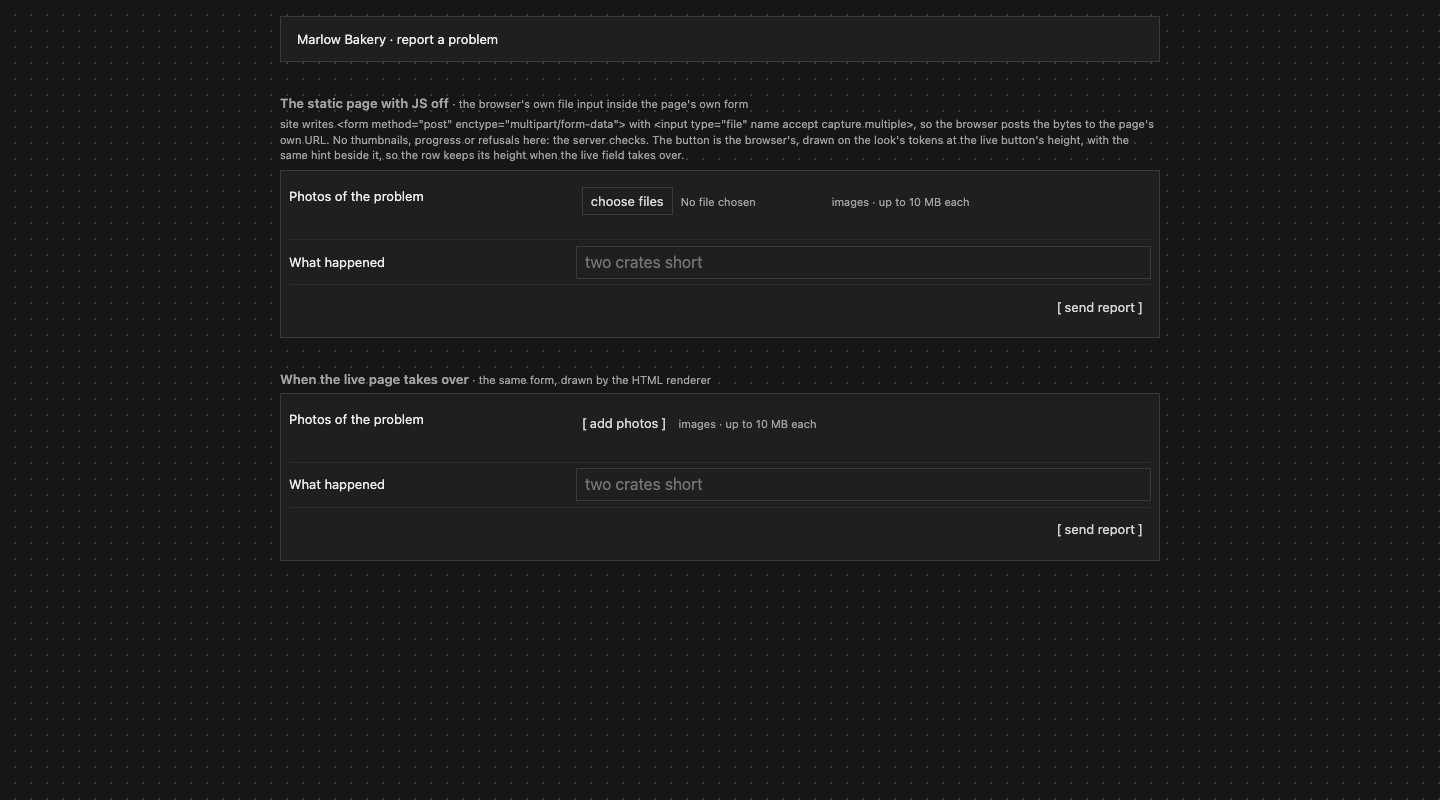 Marlow Bakery · report a problem
The static page with JS off · the browser's own file input inside the page's own form
site writes <form method="post" enctype="multipart/form-data"> with <input type="file" name accept capture multiple>, so the browser posts the bytes to the page's
own URL. No thumbnails, progress or refusals here: the server checks. The button is the browser's, drawn on the look's tokens at the live button's height, with the
same hint beside it, so the row keeps its height when the live field takes over.
Photos of the problem choose files No file chosen images · up to 10 MB each
What happened two crates short
[ send report ]
When the live page takes over · the same form, drawn by the HTML renderer
Photos of the problem [ add photos ] images · up to 10 MB each
What happened two crates short
[ send report ]